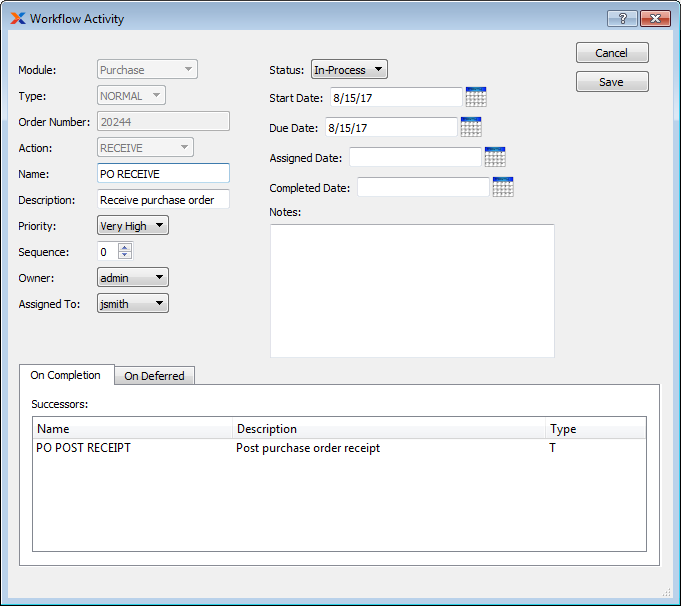 Workflow Activity
?
Cancel
Save
Module: Purchase
Type: NORMAL
Order Number: 20244
Action: RECEIVE
Name: PO RECEIVE
Description: Receive purchase order
Priority: Very High
Sequence: 0
Owner: admin
Assigned To: jsmith
Status: In-Process
Start Date: 8/15/17
Due Date: 8/15/17
Assigned Date:
Completed Date:
Notes:
On Completion On Deferred
Successors:
Name Description Type
PO POST RECEIPT Post purchase order receipt T